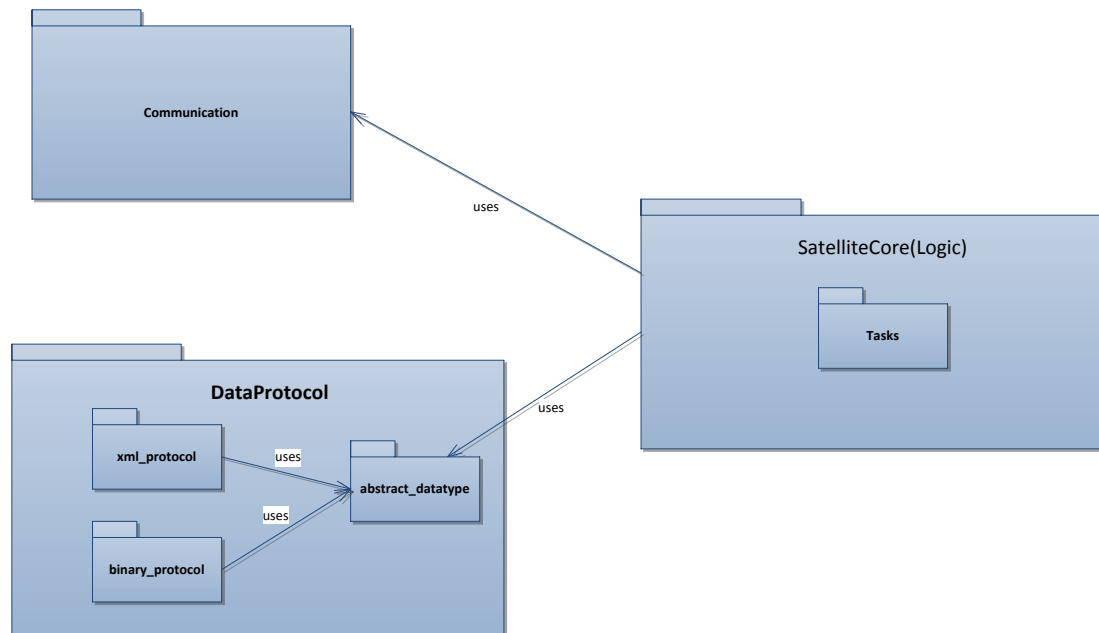 Communication
uses
SatelliteCore(Logic)
Tasks
uses
DataProtocol
xml_protocol
uses
abstract_datatype
uses
binary_protocol